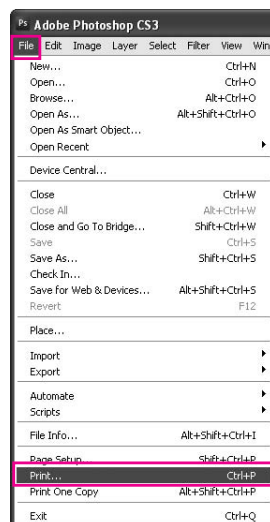 Ps Adobe Photoshop CS3
File Edit Image Layer Select Filter View Win
New... Ctrl+N
Open... Ctrl+O
Browse... Alt+Ctrl+O
Open As... Alt+Shift+Ctrl+O
Open As Smart Object...
Open Recent
Device Central...
Close Ctrl+W
Close All Alt+Ctrl+W
Close and Go To Bridge... Shift+Ctrl+W
Save Ctrl+S
Save As... Shift+Ctrl+S
Check In...
Save for Web & Devices... Alt+Shift+Ctrl+S
Revert F12
Place...
Import
Export
Automate
Scripts
File Info... Alt+Shift+Ctrl+I
Page Setup... Shift+Ctrl+P
Print... Ctrl+P
Print One Copy Alt+Shift+Ctrl+P
Exit Ctrl+Q